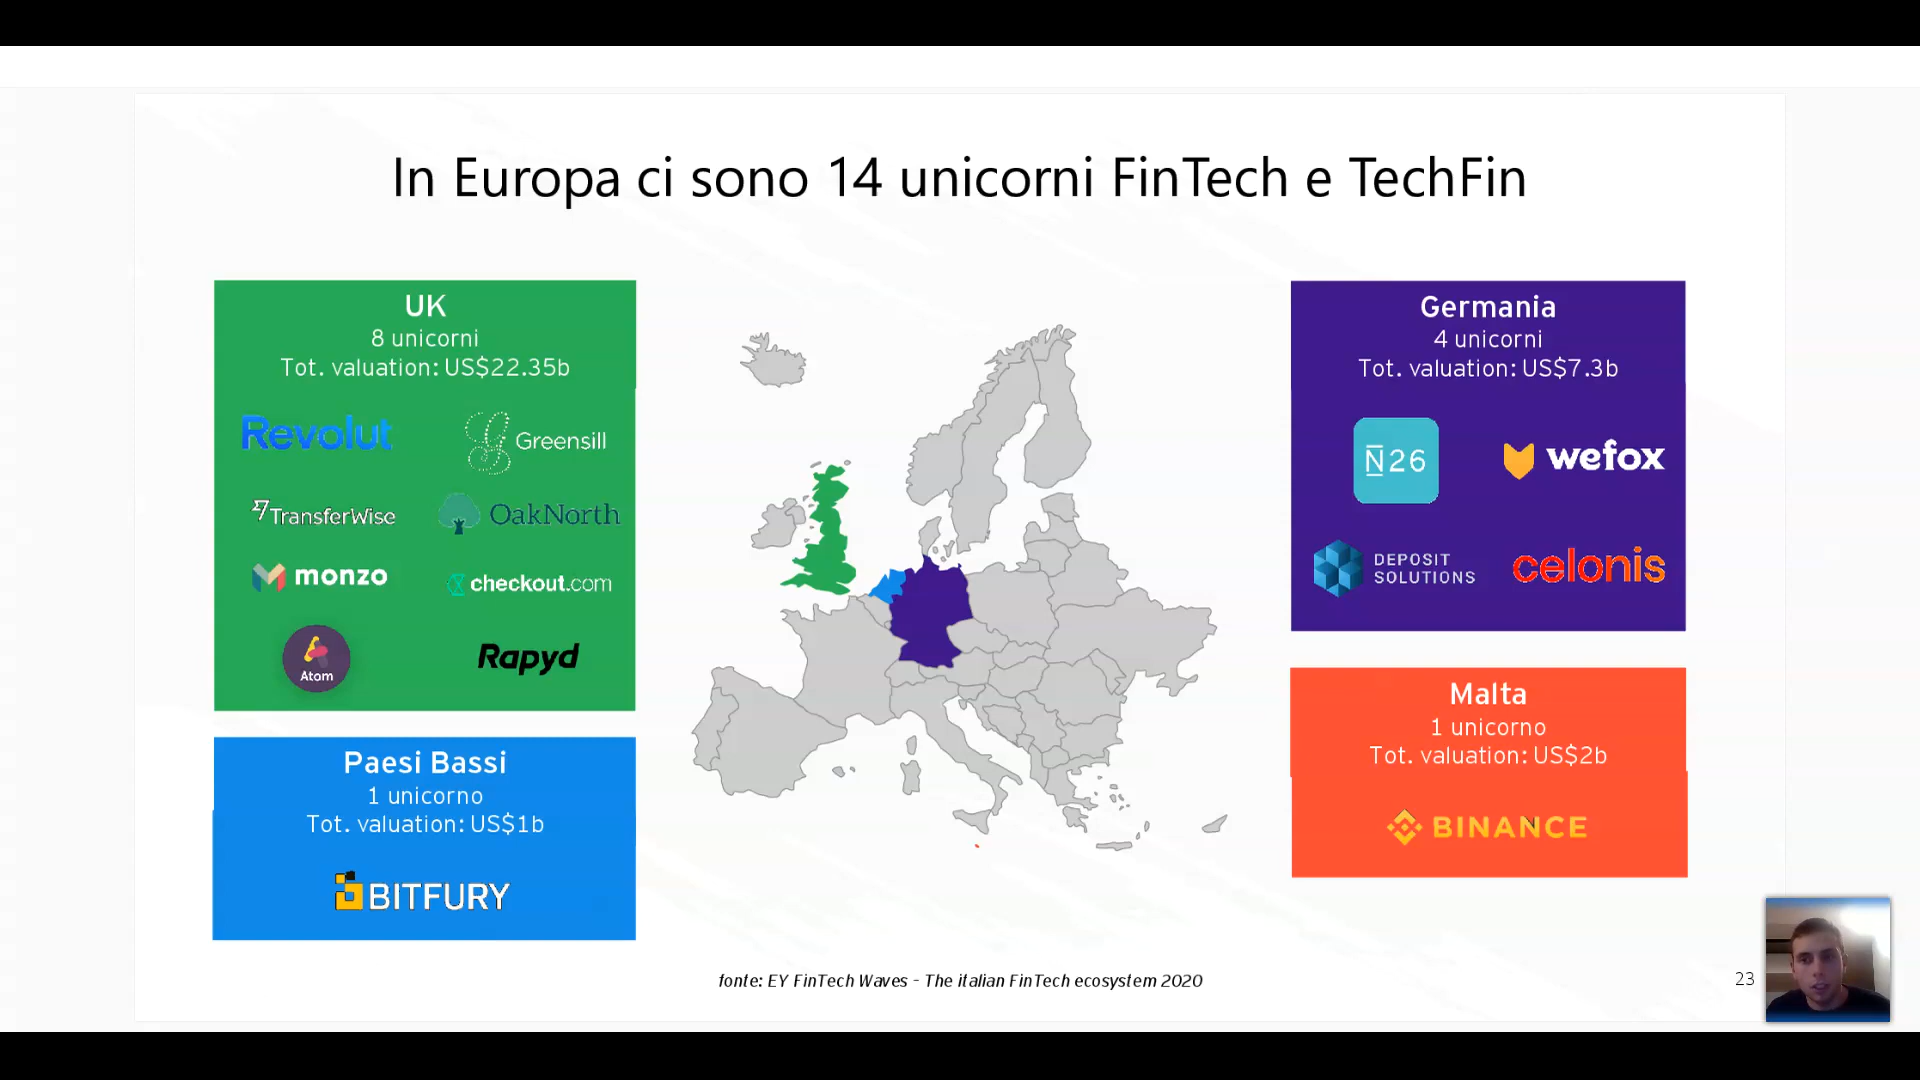 In Europa ci sono 14 unicorni FinTech e TechFin
UK
8 unicorni
Tot. valuation: US$22.35b
Revolut
Greensill
TransferWise
OakNorth
monzo
checkout.com
Atom
Rapyd
Paesi Bassi
1 unicorno
Tot. valuation: US$1b
BITFURY
Germania
4 unicorni
Tot. valuation: US$7.3b
N26
wefox
DEPOSIT
SOLUTIONS
celonis
Malta
1 unicorno
Tot. valuation: US$2b
BINANCE
fonte: EY FinTech Waves - The italian FinTech ecosystem 2020
23